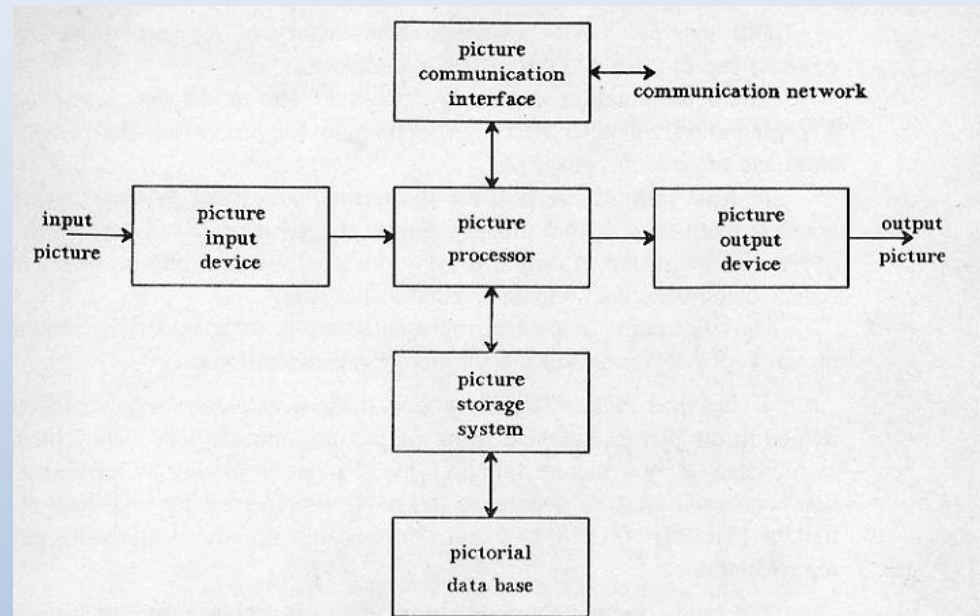 picture
communication
interface
communication network
input
picture
picture
input
device
picture
processor
picture
output
device
output
picture
picture
storage
system
pictorial
data base